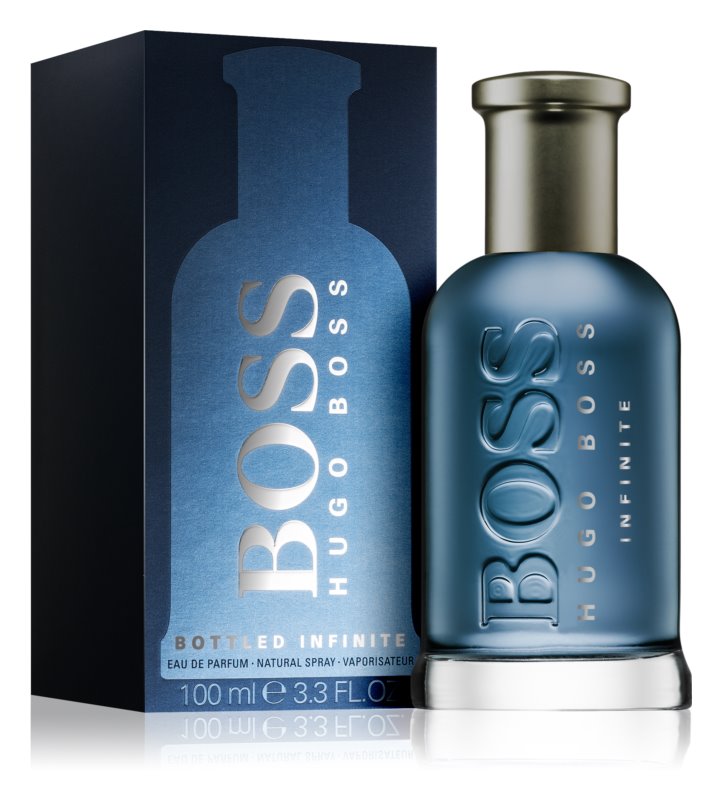 BOSS
HUGO BOSS
BOTTLED INFINITE
EAU DE PARFUM · NATURAL SPRAY · VAPORISATEUR
100 ml ℮ 3.3 FL.OZ
BOSS
HUGO BOSS
INFINITE